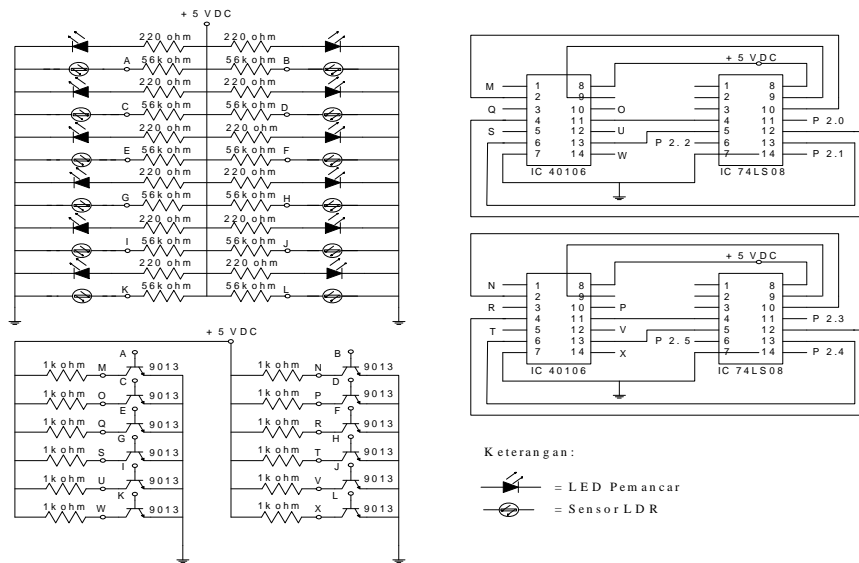 + 5 VDC
220 ohm 220 ohm
A 56k ohm 56k ohm B
220 ohm 220 ohm
C 56k ohm 56k ohm D
220 ohm 220 ohm
E 56k ohm 56k ohm F
220 ohm 220 ohm
G 56k ohm 56k ohm H
220 ohm 220 ohm
I 56k ohm 56k ohm J
220 ohm 220 ohm
K 56k ohm 56k ohm L
+ 5 VDC
A
1k ohm M 9013
C
1k ohm O 9013
E
1k ohm Q 9013
G
1k ohm S 9013
I
1k ohm U 9013
K
1k ohm W 9013
B
1k ohm N 9013
D
1k ohm P 9013
F
1k ohm R 9013
H
1k ohm T 9013
J
1k ohm V 9013
L
1k ohm X 9013
+ 5 VDC
M 1 8 1 8
2 9 2 9
Q 3 10 O 3 10
4 11 4 11 P 2.0
S 5 12 U 5 12
6 13 P 2.2 6 13
7 14 W 7 14 P 2.1
IC 40106 IC 74LS08
+ 5 VDC
N 1 8 1 8
2 9 2 9
R 3 10 P 3 10
4 11 4 11 P 2.3
T 5 12 V 5 12
6 13 P 2.5 6 13
7 14 X 7 14 P 2.4
IC 40106 IC 74LS08
Keterangan:
= LED Pemancar
= Sensor LDR